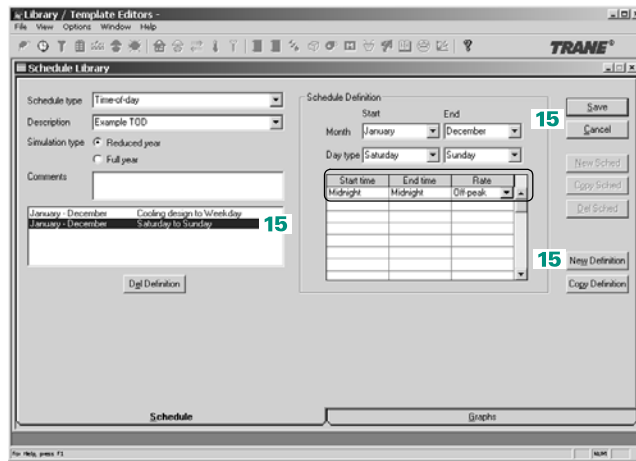 Library / Template Editors -
File View Options Window Help
TRANE®
Schedule Library
Schedule type Time-of-day
Description Example TOD
Simulation type Reduced year
Full year
Comments
January - December Cooling design to Weekday
January - December Saturday to Sunday
15
Del Definition
Schedule Definition
Start End
Month January December
Day type Saturday Sunday
Start time End time Rate
Midnight Midnight Off-peak
15
Save
Cancel
New Sched
Copy Sched
Del Sched
15
New Definition
Copy Definition
Schedule
Graphs
For Help, press F1
NUM